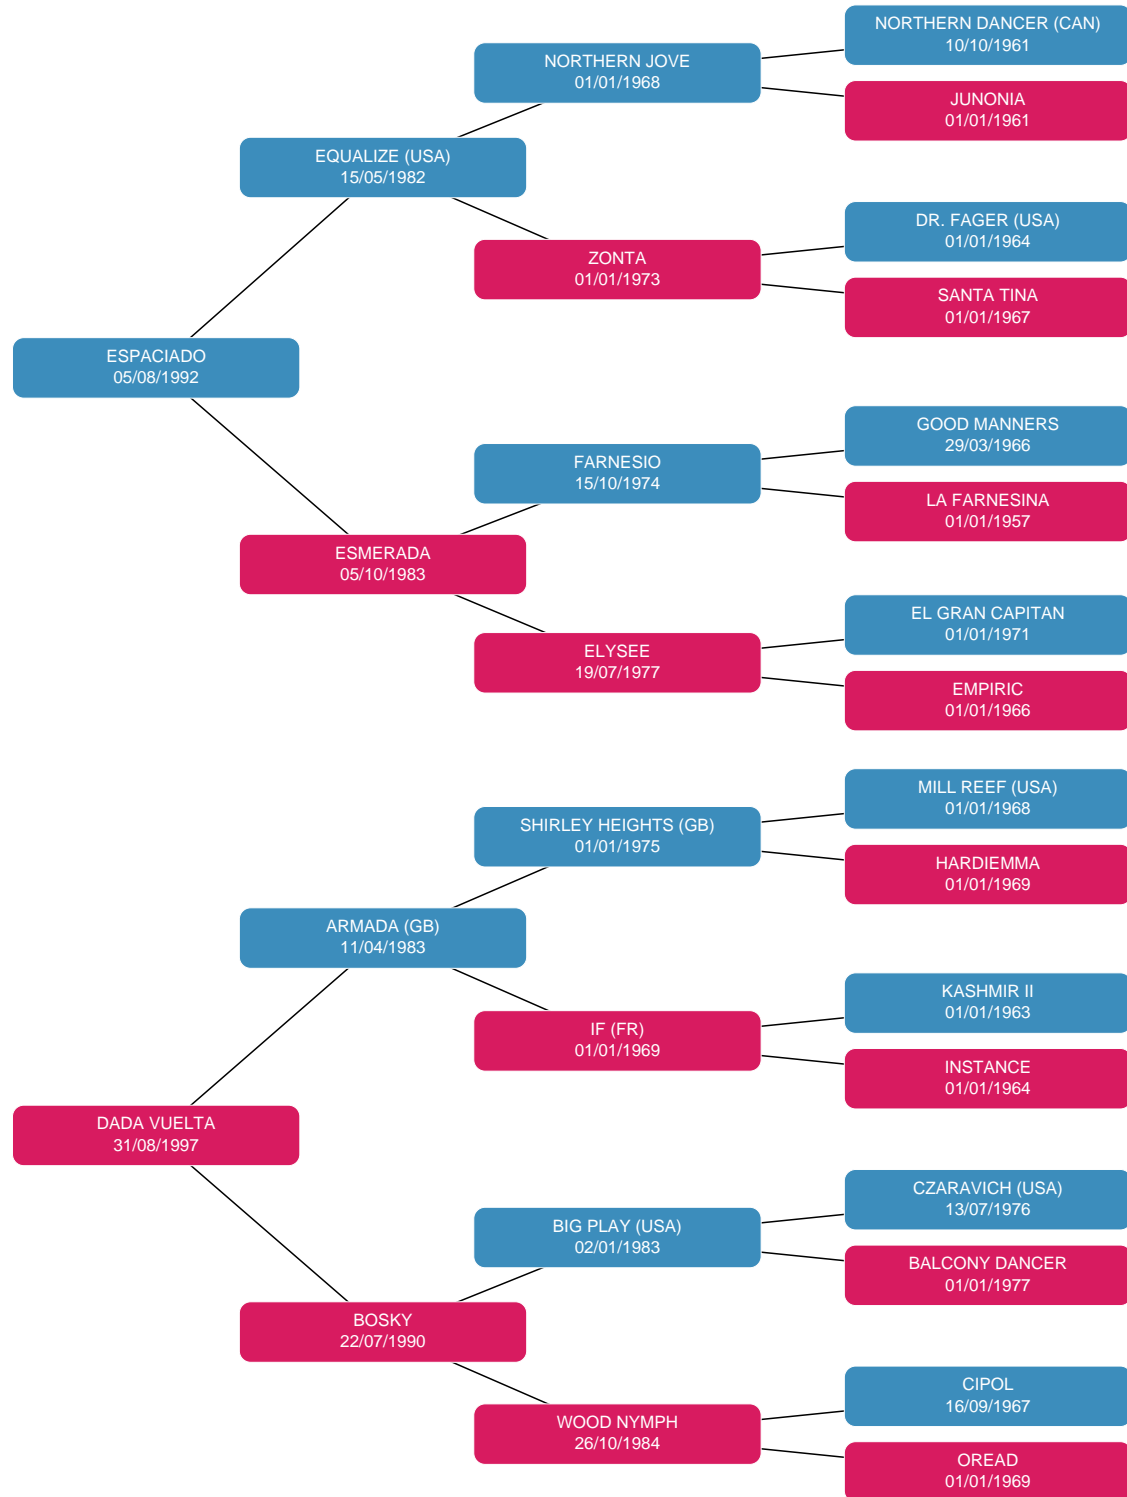 NORTHERN DANCER (CAN)
10/10/1961
NORTHERN JOVE
01/01/1968
JUNONIA
01/01/1961
EQUALIZE (USA)
15/05/1982
DR. FAGER (USA)
01/01/1964
ZONTA
01/01/1973
SANTA TINA
01/01/1967
ESPACIADO
05/08/1992
GOOD MANNERS
29/03/1966
FARNESIO
15/10/1974
LA FARNESINA
01/01/1957
ESMERADA
05/10/1983
EL GRAN CAPITAN
01/01/1971
ELYSEE
19/07/1977
EMPIRIC
01/01/1966
MILL REEF (USA)
01/01/1968
SHIRLEY HEIGHTS (GB)
01/01/1975
HARDIEMMA
01/01/1969
ARMADA (GB)
11/04/1983
KASHMIR II
01/01/1963
IF (FR)
01/01/1969
INSTANCE
01/01/1964
DADA VUELTA
31/08/1997
CZARAVICH (USA)
13/07/1976
BIG PLAY (USA)
02/01/1983
BALCONY DANCER
01/01/1977
BOSKY
22/07/1990
CIPOL
16/09/1967
WOOD NYMPH
26/10/1984
OREAD
01/01/1969